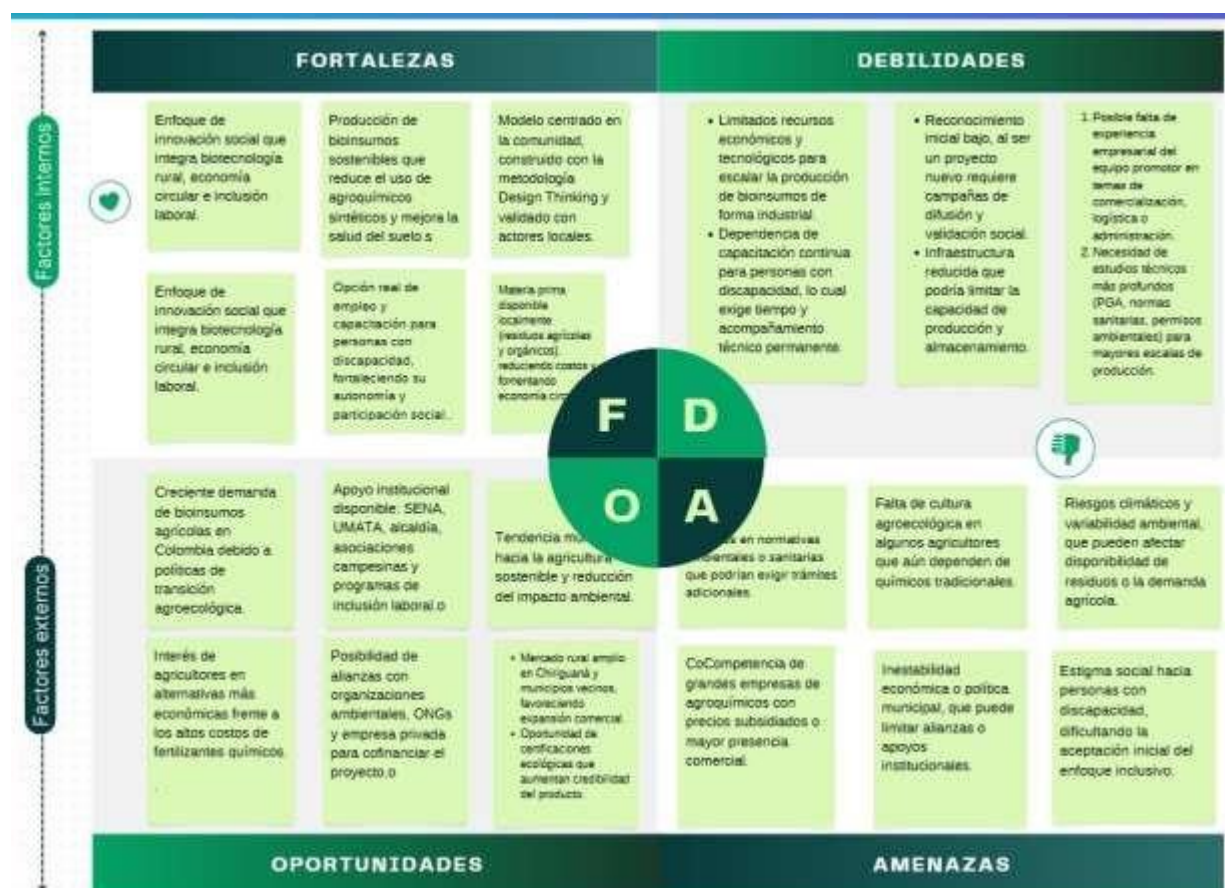 FORTALEZAS
DEBILIDADES
Factores internos
Enfoque de
innovación social que
integra biotecnología
rural, economía
circular e inclusión
laboral.
Producción de
bioinsumos
sostenibles que
reduce el uso de
agroquímicos
sintéticos y mejora la
salud del suelo s
Modelo centrado en
la comunidad,
construido con la
metodología
Design Thinking y
validado con
actores locales.
Enfoque de
innovación social que
integra biotecnología
rural, economía
circular e inclusión
laboral.
Opción real de
empleo y
capacitación para
personas con
discapacidad,
fortaleciendo su
autonomía y
participación social.
Materia prima
disponible
localmente
(residuos agrícolas
y orgánicos),
reduciendo costos y
fomentando
economía
• Limitados recursos
económicos y
tecnológicos para
escalar la producción
de bioinsumos de
forma industrial.
• Dependencia de
capacitación continua
para personas con
discapacidad, lo cual
exige tiempo y
acompañamiento
técnico permanente.
• Reconocimiento
inicial bajo, al ser
un proyecto
nuevo requiere
campañas de
difusión y
validación social.
• Infraestructura
reducida que
podría limitar la
capacidad de
producción y
almacenamiento.
1. Posible falta de
experiencia
empresarial del
equipo promotor en
temas de
comercialización,
logística o
administración.
2. Necesidad de
estudios técnicos
más profundos
(PGA, normas
sanitarias, permisos
ambientales) para
mayores escalas de
producción.
F D
O A
Factores externos
Creciente demanda
de bioinsumos
agrícolas en
Colombia debido a
políticas de
transición
agroecológica.
Apoyo institucional
disponible: SENA,
UMATA, alcaldía,
asociaciones
campesinas y
programas de
inclusión laboral.o
Tendencia
hacia la agricultura
sostenible y reducción
del impacto ambiental.
Interés de
agricultores en
alternativas más
económicas frente a
los altos costos de
fertilizantes químicos.
.
Posibilidad de
alianzas con
organizaciones
ambientales, ONGs
y empresa privada
para cofinanciar el
proyecto.o
• Mercado rural amplio
en Chiriguaná y
municipios vecinos,
favoreciendo
expansión comercial.
• Oportunidad de
certificaciones
ecológicas que
aumentan credibilidad
del producto.
en normativas
o sanitarias
que podrían exigir trámites
adicionales.
Falta de cultura
agroecológica en
algunos agricultores
que aún dependen de
químicos tradicionales.
Riesgos climáticos y
variabilidad ambiental,
que pueden afectar
disponibilidad de
residuos o la demanda
agrícola.
CoCompetencia de
grandes empresas de
agroquímicos con
precios subsidiados o
mayor presencia
comercial.
Inestabilidad
económica o política
municipal, que puede
limitar alianzas o
apoyos
institucionales.
Estigma social hacia
personas con
discapacidad,
dificultando la
aceptación inicial del
enfoque inclusivo.
OPORTUNIDADES
AMENAZAS